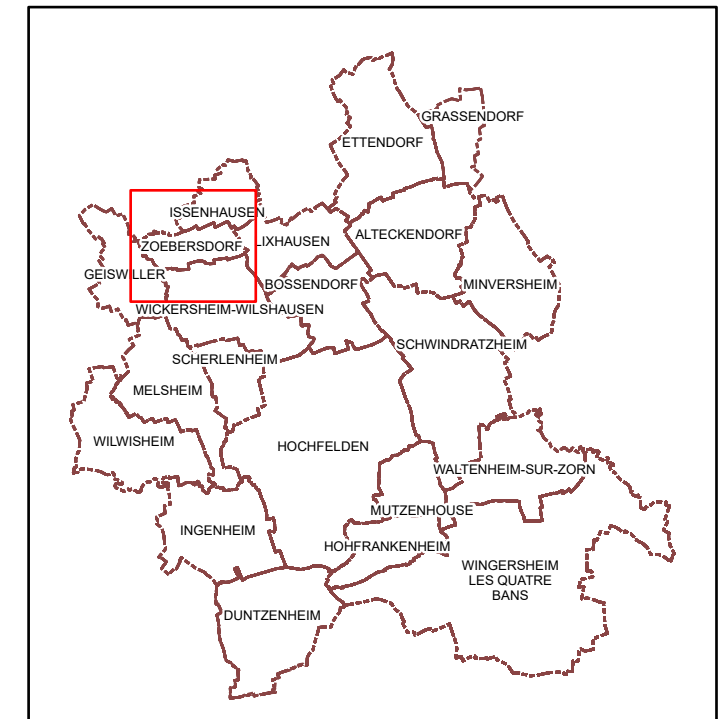 GRASSENDORF
ETTENDORF
ISSENHAUSEN
ALTECKENDORF
ZOEBERSDORF
LIXHAUSEN
GEISWILLER
BOSSENDORF
MINVERSHEIM
WICKERSHEIM-WILSHAUSEN
SCHWINDRATZHEIM
SCHERLENHEIM
MELSHEIM
WILWISHEIM
HOCHFELDEN
WALTENHEIM-SUR-ZORN
MUTZENHOUSE
INGENHEIM
HOHFRANKENHEIM
WINGERSHEIM
LES QUATRE
BANS
DUNTZENHEIM